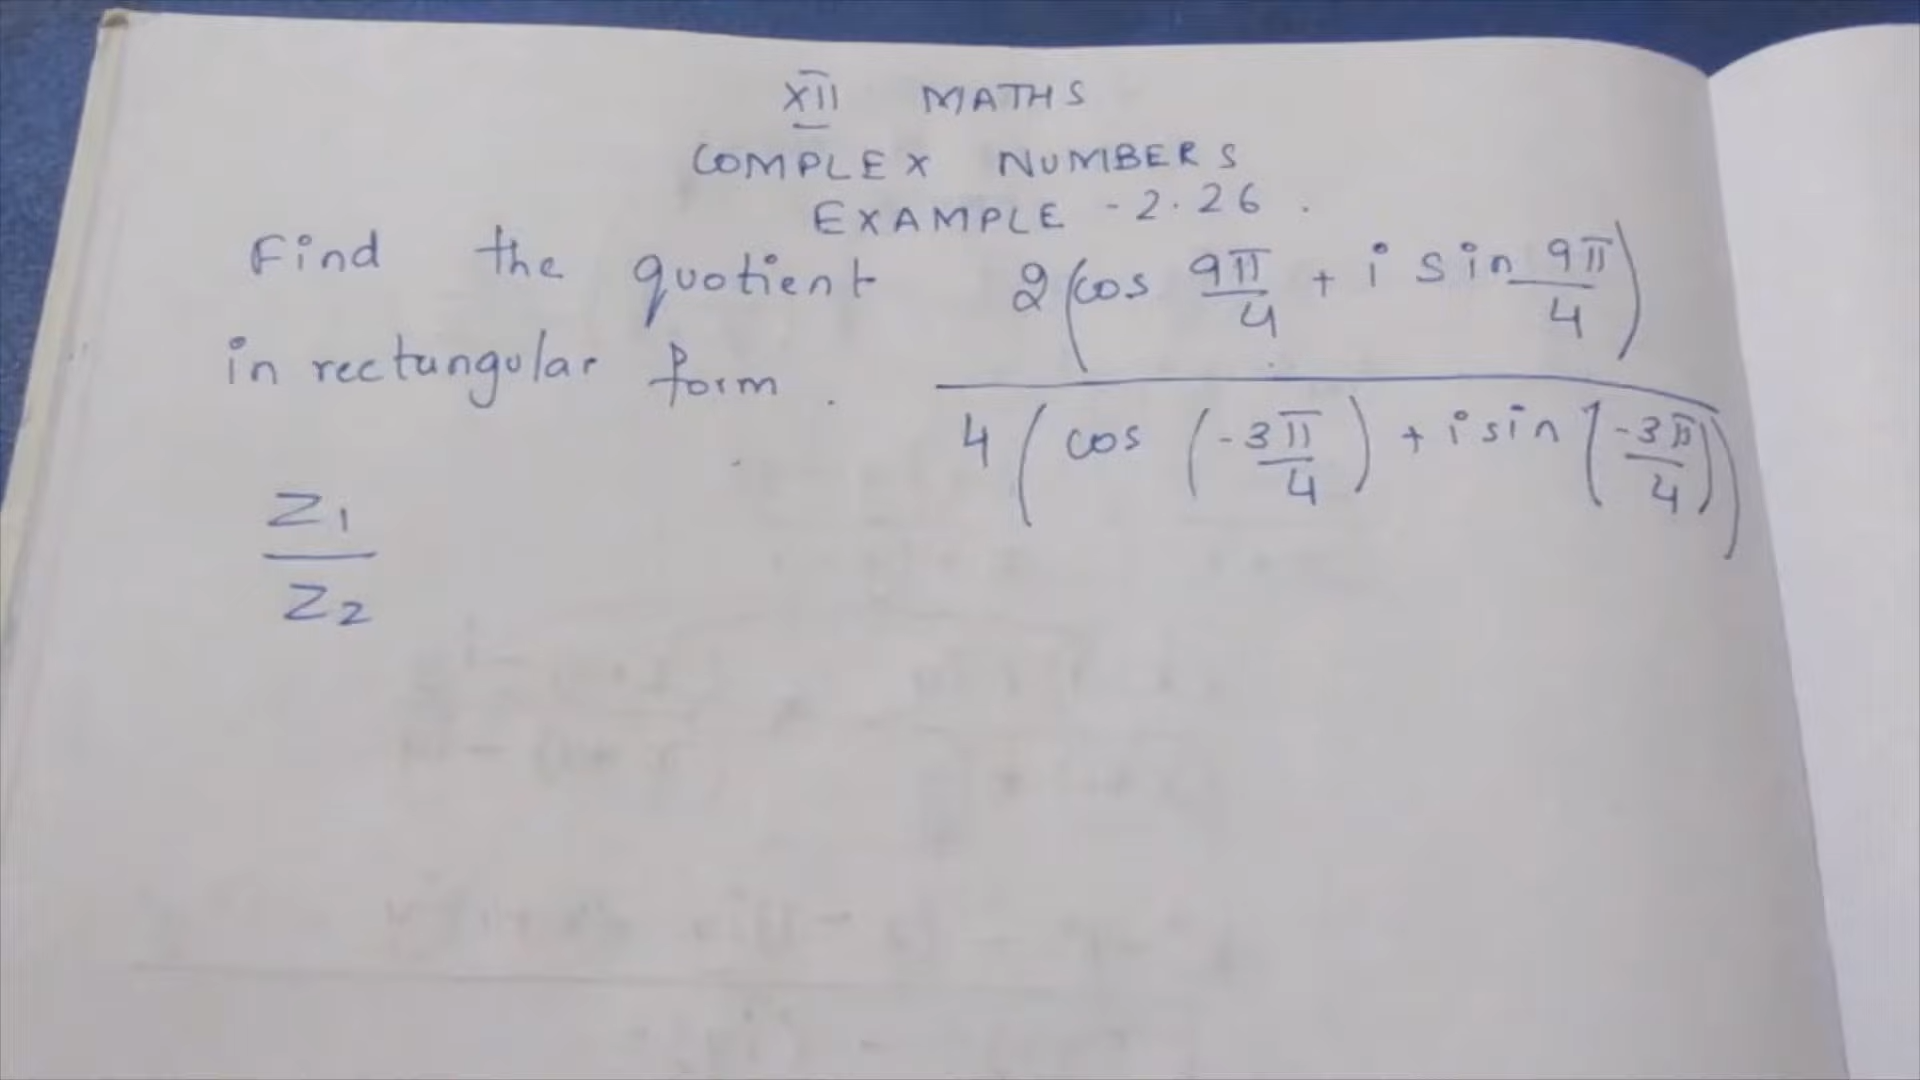 XII MATHS
COMPLEX NUMBERS
EXAMPLE - 2.26.
Find the quotient 2(cos 9π/4 + i sin 9π/4)
in rectungular form. 4(cos (-3π/4) + i sin (-3π/4))
Z1
Z2